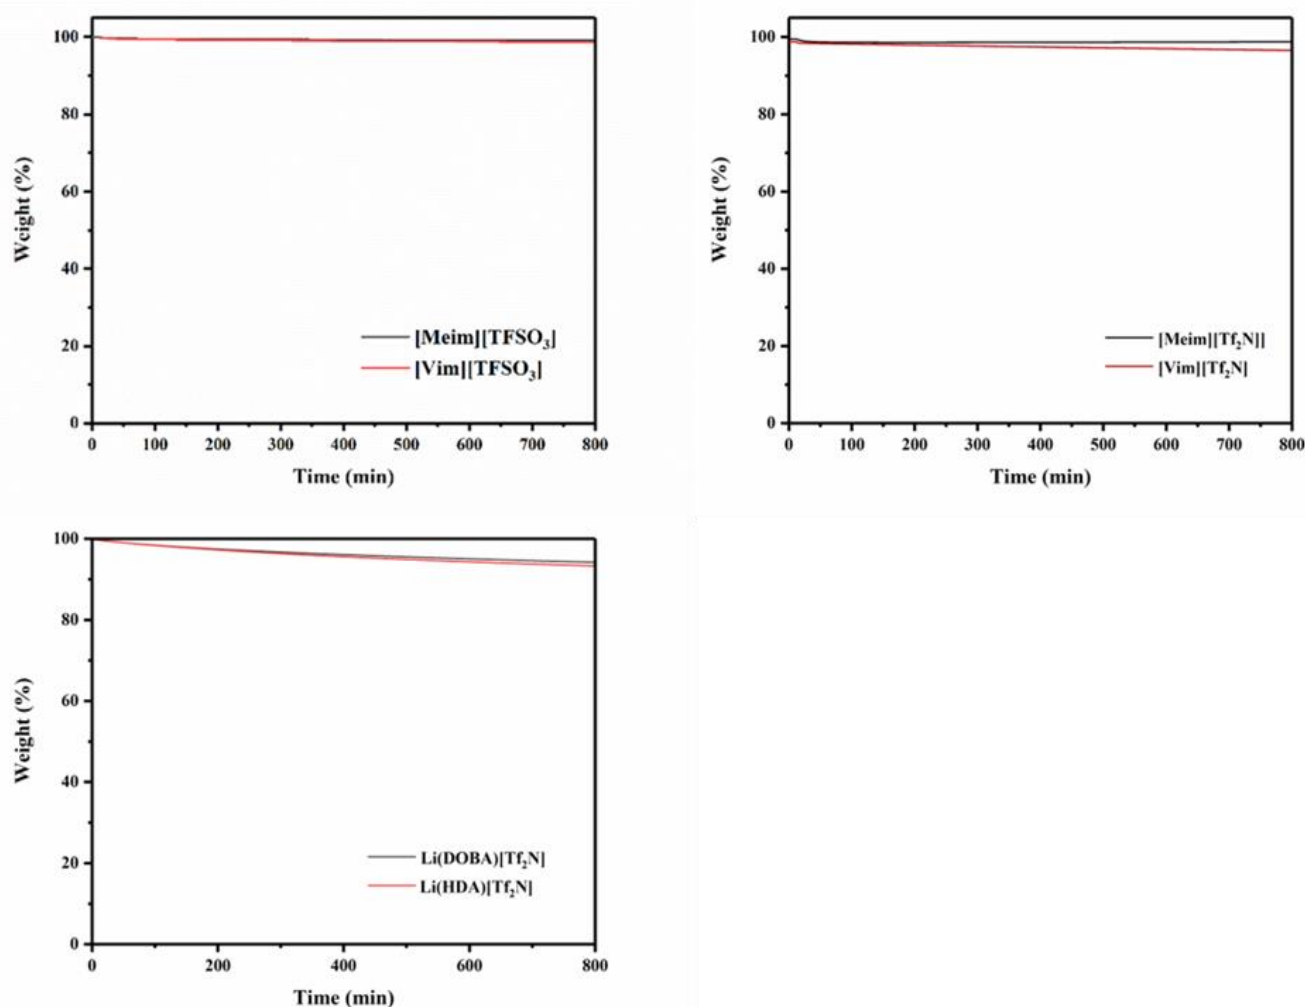 100
80
60
40
20
0
Weight (%)
[Meim][TFSO₃]
[Vim][TFSO₃]
0 100 200 300 400 500 600 700 800
Time (min)
100
80
60
40
20
0
Weight (%)
[Meim][Tf₂N]]
[Vim][Tf₂N]
0 100 200 300 400 500 600 700 800
Time (min)
100
80
60
40
20
0
Weight (%)
Li(DOBA)[Tf₂N]
Li(HDA)[Tf₂N]
0 200 400 600 800
Time (min)